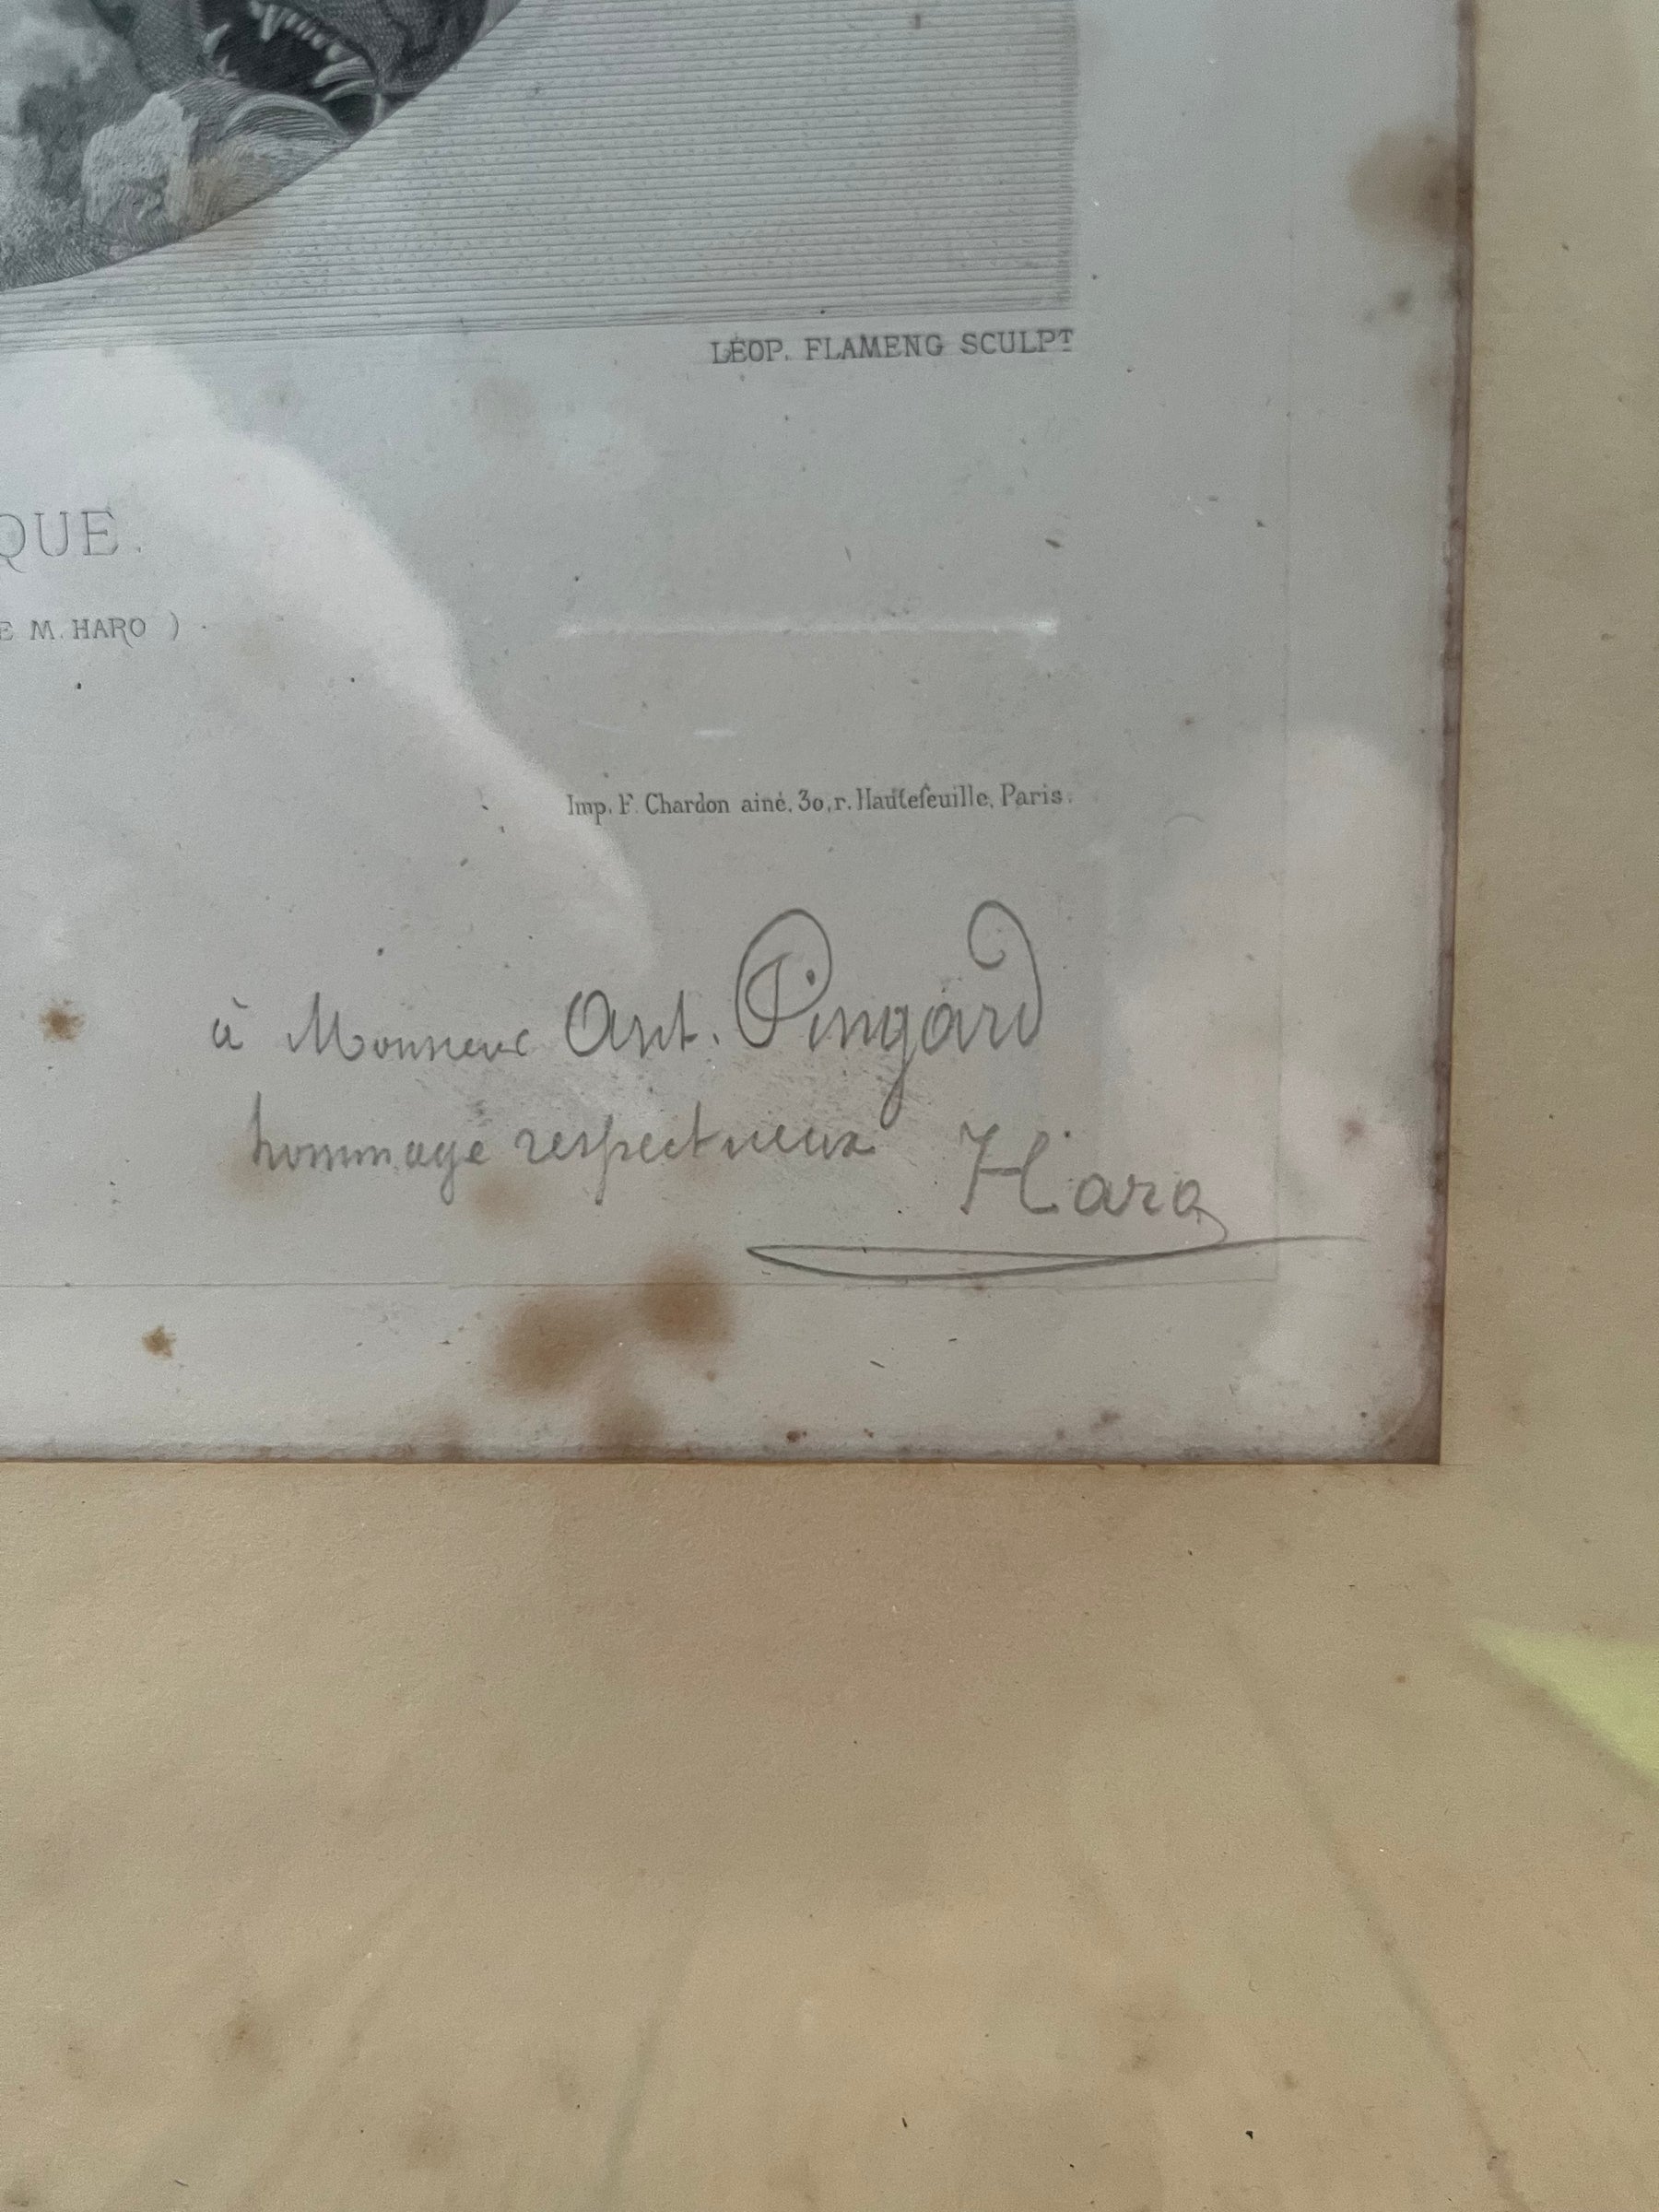 LÉOP. FLAMENG SCULPT
QUE.
E M. HARO )
Imp. F. Chardon ainé, 30, r. Hautefeuille, Paris.
à Monsieur Ant. Pingard
hommage respectueux
Haro